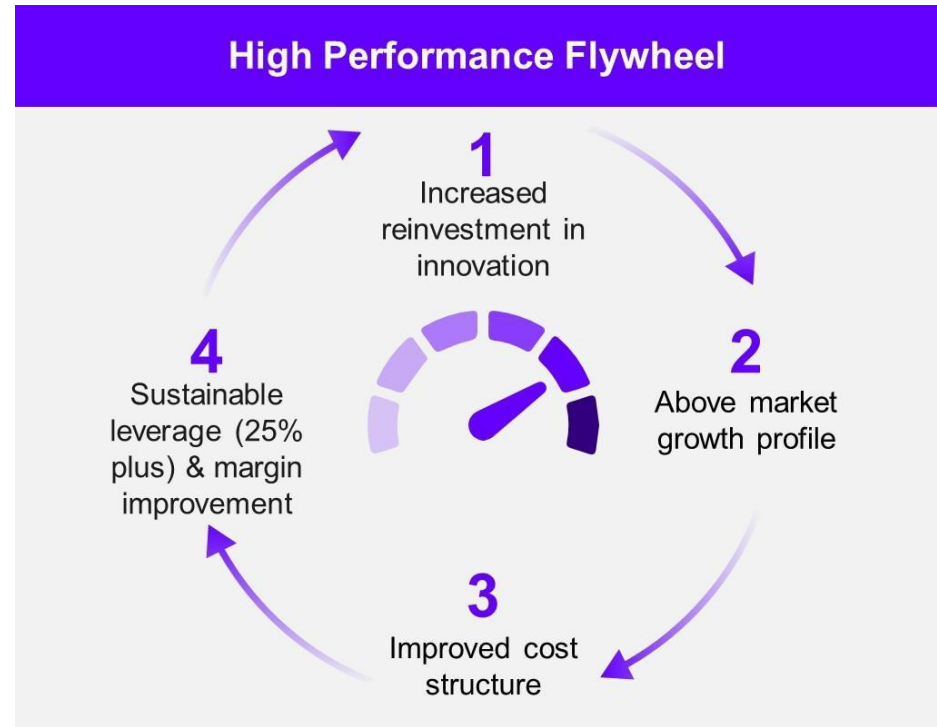 High Performance Flywheel
1
Increased
reinvestment in
innovation
2
Above market
growth profile
3
Improved cost
structure
4
Sustainable
leverage (25%
plus) & margin
improvement